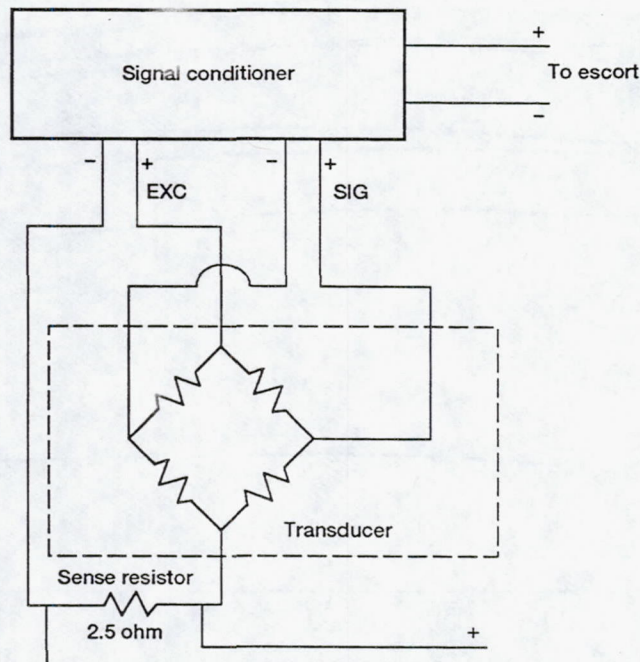 Signal conditioner
+
To escort
–
– + – +
EXC SIG
Transducer
Sense resistor
2.5 ohm
+